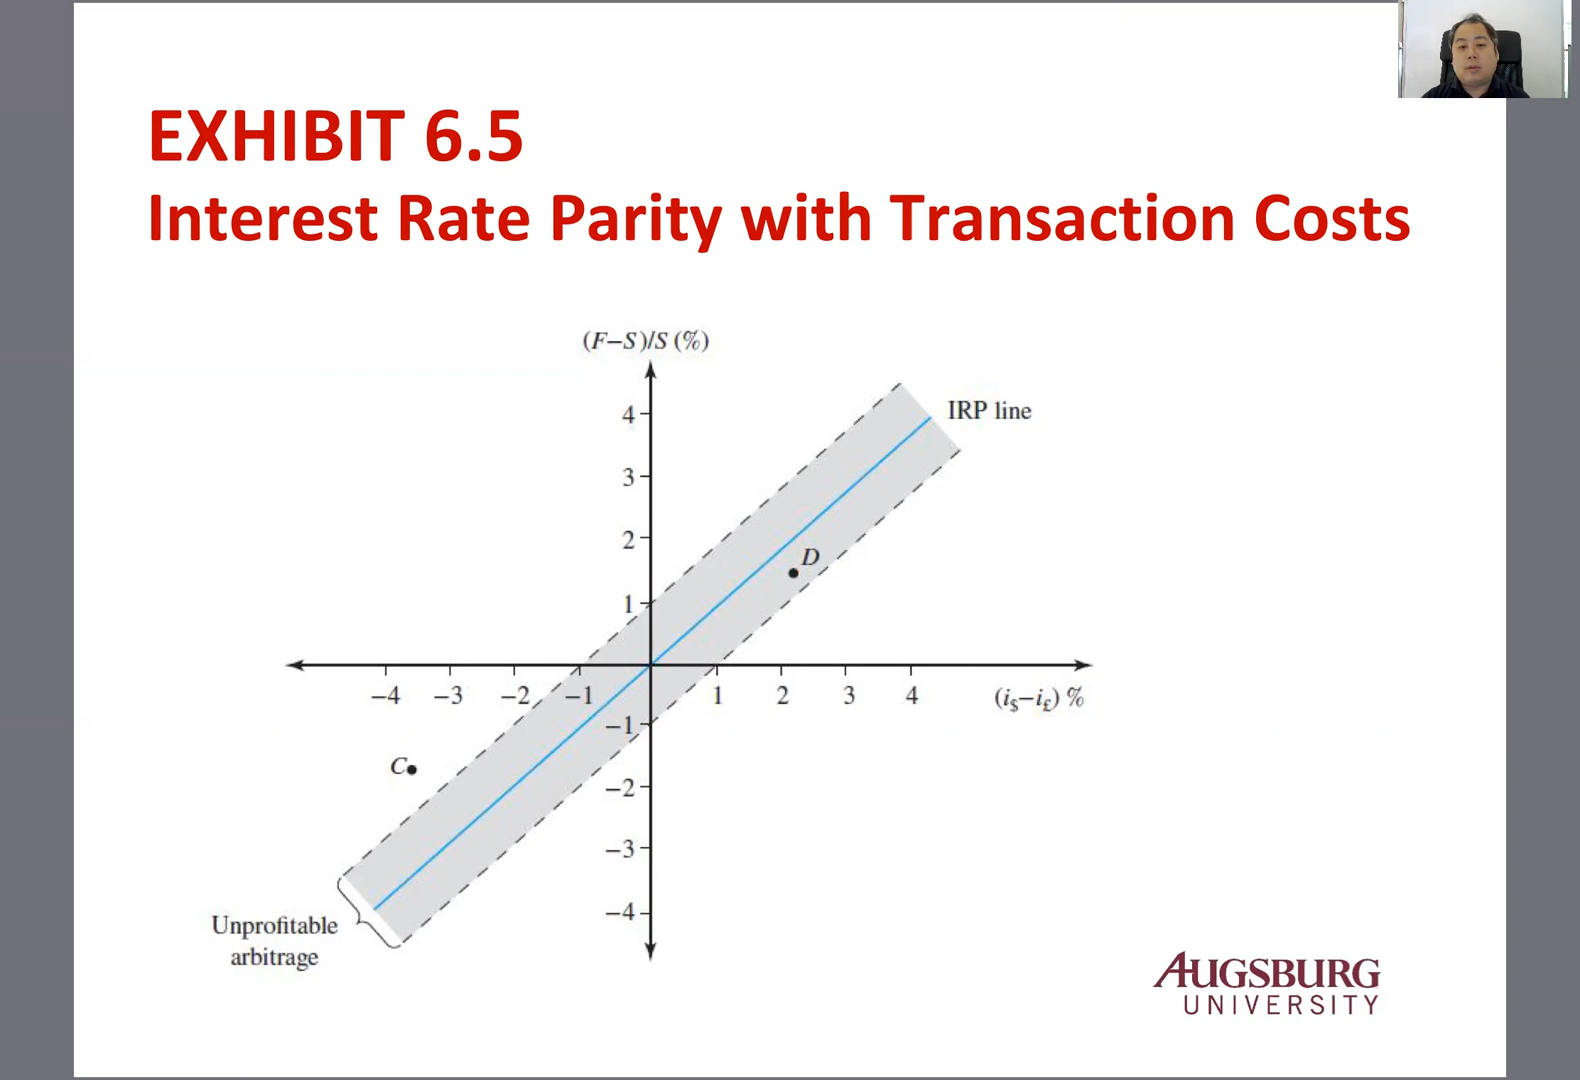 EXHIBIT 6.5
Interest Rate Parity with Transaction Costs
(F–S)/S (%)
IRP line
4
3
2
1
D
–4 –3 –2 –1 1 2 3 4 (i$–i£) %
–1
C
–2
–3
–4
Unprofitable
arbitrage
AUGSBURG
UNIVERSITY